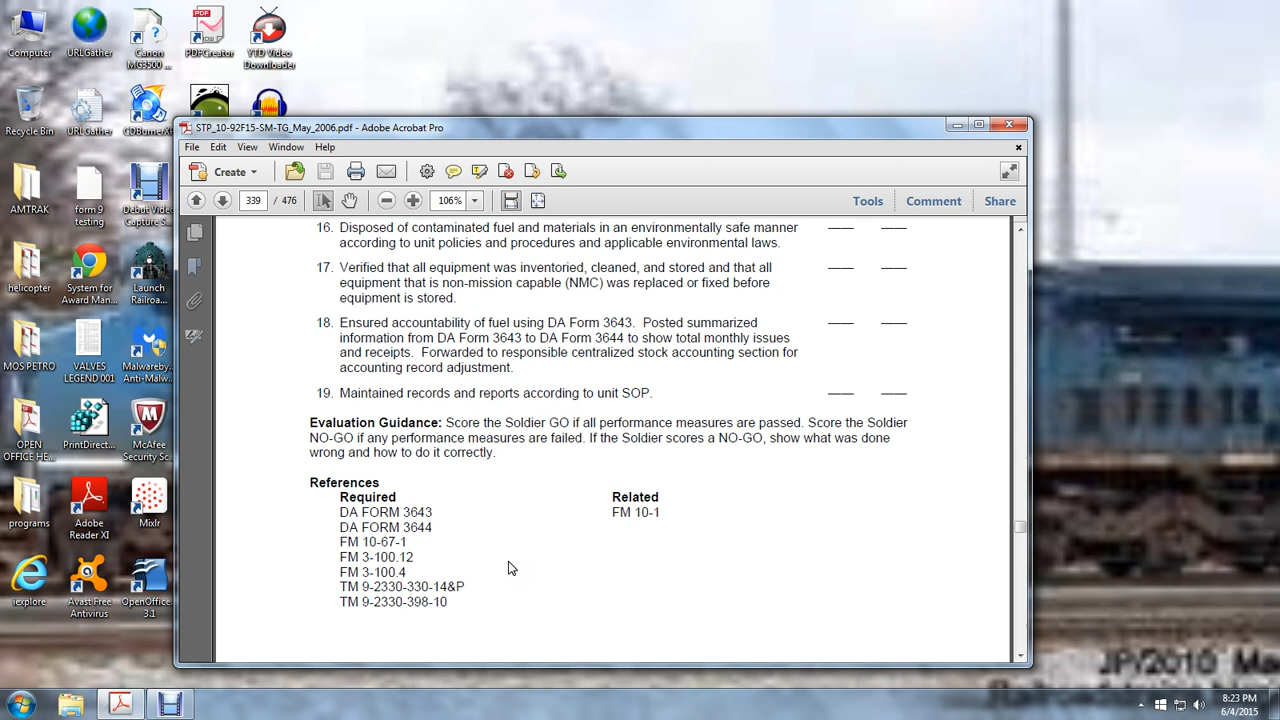 Computer
URLGather
Canon
MG3500 ...
PDFCreator
YTD Video
Downloader
Recycle Bin
URLGather
CDBurnerXP
AMTRAK
form 9
testing
Debut Video
Capture S...
helicopter
System for
Award Man...
Launch
Railroa...
MOS PETRO
VALVES
LEGEND 001
Malwareby...
Anti-Malw...
OPEN
OFFICE HE...
PrintDirect...
McAfee
Security Sc...
programs
Adobe
Reader XI
Mixlr
iexplore
Avast Free
Antivirus
OpenOffice....
3.1
STP_10-92F15-SM-TG_May_2006.pdf - Adobe Acrobat Pro
File Edit View Window Help
Create
339 / 476 106%
Tools Comment Share
16. Disposed of contaminated fuel and materials in an environmentally safe manner
according to unit policies and procedures and applicable environmental laws.
17. Verified that all equipment was inventoried, cleaned, and stored and that all
equipment that is non-mission capable (NMC) was replaced or fixed before
equipment is stored.
18. Ensured accountability of fuel using DA Form 3643. Posted summarized
information from DA Form 3643 to DA Form 3644 to show total monthly issues
and receipts. Forwarded to responsible centralized stock accounting section for
accounting record adjustment.
19. Maintained records and reports according to unit SOP.
Evaluation Guidance: Score the Soldier GO if all performance measures are passed. Score the Soldier
NO-GO if any performance measures are failed. If the Soldier scores a NO-GO, show what was done
wrong and how to do it correctly.
References
Required Related
DA FORM 3643 FM 10-1
DA FORM 3644
FM 10-67-1
FM 3-100.12
FM 3-100.4
TM 9-2330-330-14&P
TM 9-2330-398-10
JP/2010
8:23 PM
6/4/2015